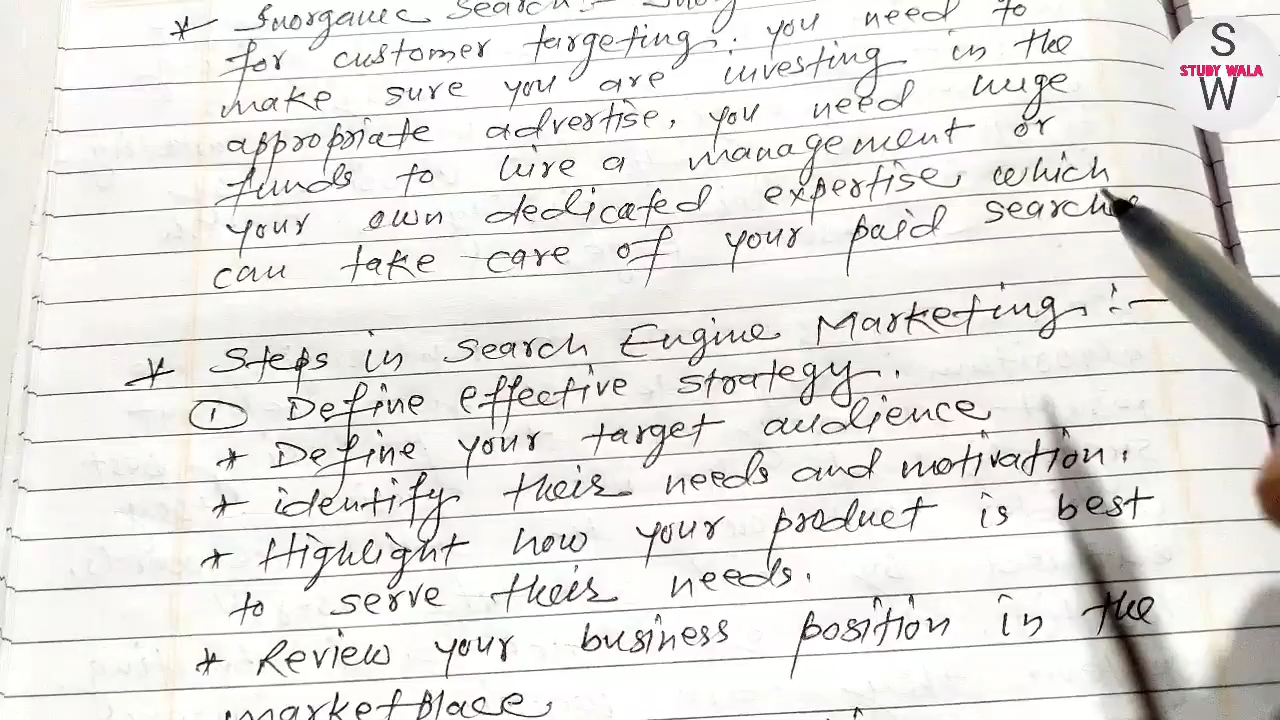 * Inorganic Search :-
for customer targeting. you need to
make sure you are investing in the
appropriate advertise, you need huge
funds to hire a management or
your own dedicated expertise, which
can take care of your paid search
* Steps in Search Engine Marketing :-
① Define effective strategy.
* Define your target audience
* identify their needs and motivation.
* Highlight how your product is best
to serve their needs.
* Review your business position in the
marketplace
S
STUDY WALA
W